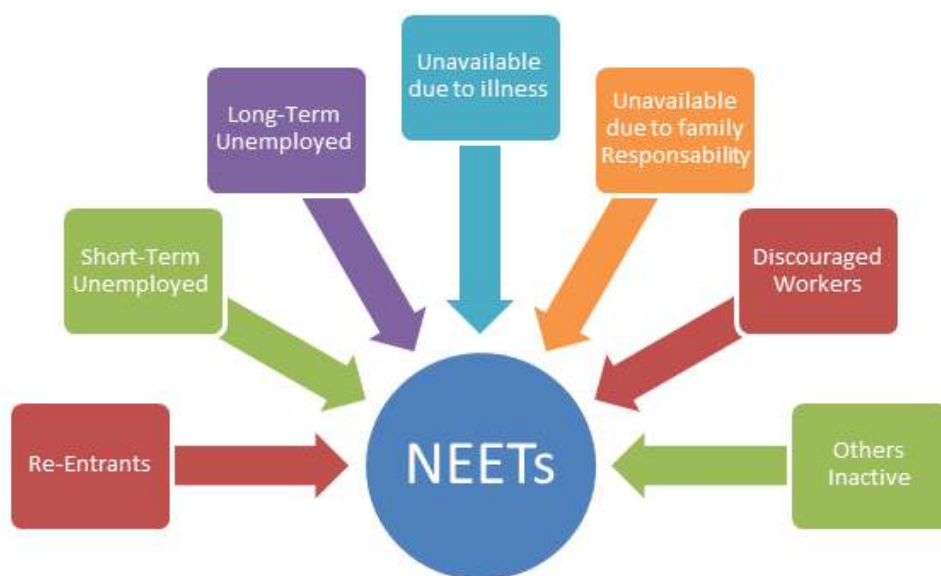 Unavailable
due to illness
Long-Term
Unemployed
Unavailable
due to family
Responsability
Short-Term
Unemployed
Discouraged
Workers
Re-Entrants
NEETs
Others
Inactive